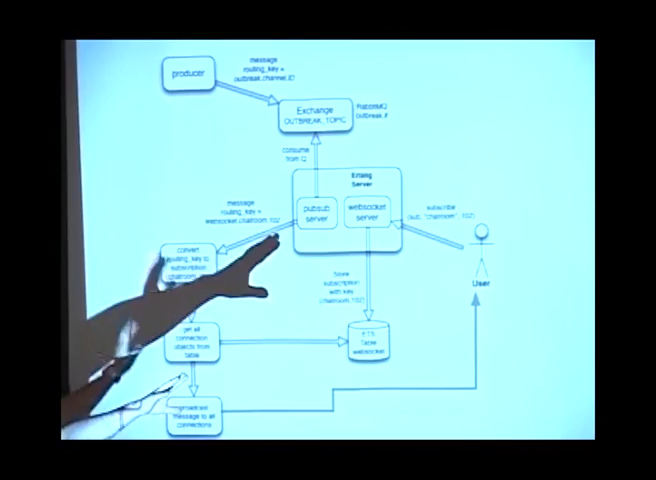 producer
message
routing_key =
outbreak.channel.ID
Exchange
OUTBREAK_TOPIC
RabbitMQ
outbreak.#
consume
from Q
Erlang
Server
pubsub
server
websocket
server
message
routing_key =
websocket.chatroom.102
subscribe
(sub, "chatroom", 102)
convert
routing_key to
subscription
User
Store
subscription
with key
(chatroom.102)
get all
connection
objects from
table
ETS
Table
websocket
broadcast
message to all
connections